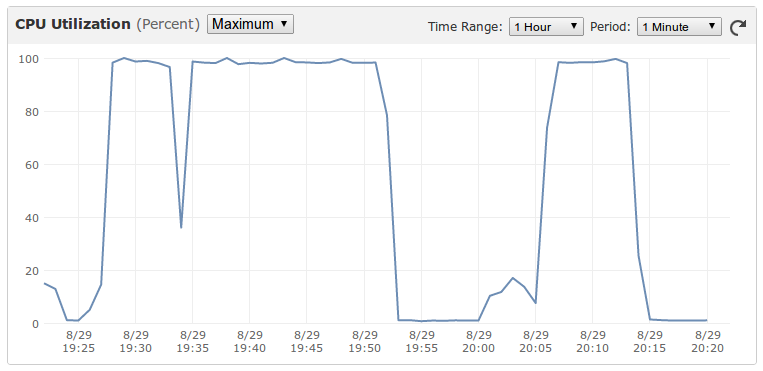 CPU Utilization (Percent) Maximum Time Range: 1 Hour Period: 1 Minute
100
80
60
40
20
0
8/29 8/29 8/29 8/29 8/29 8/29 8/29 8/29 8/29 8/29 8/29 8/29
19:25 19:30 19:35 19:40 19:45 19:50 19:55 20:00 20:05 20:10 20:15 20:20